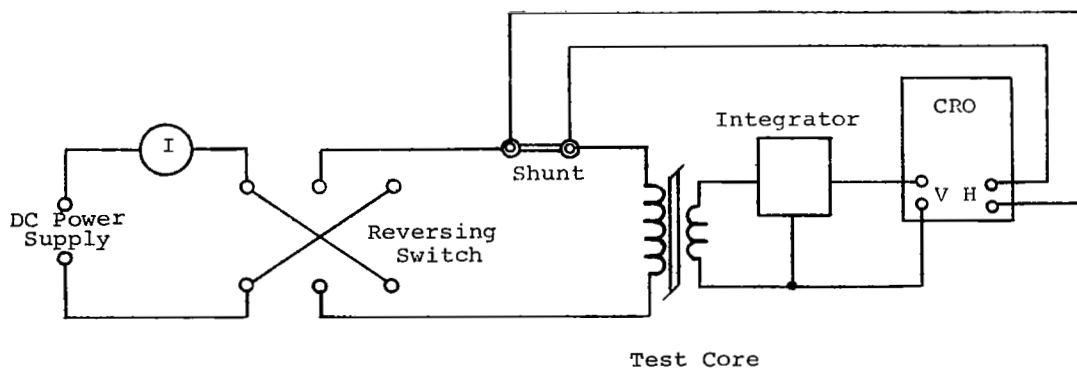 CRO
Integrator
I
Shunt
V H
DC Power
Supply
Reversing
Switch
Test Core